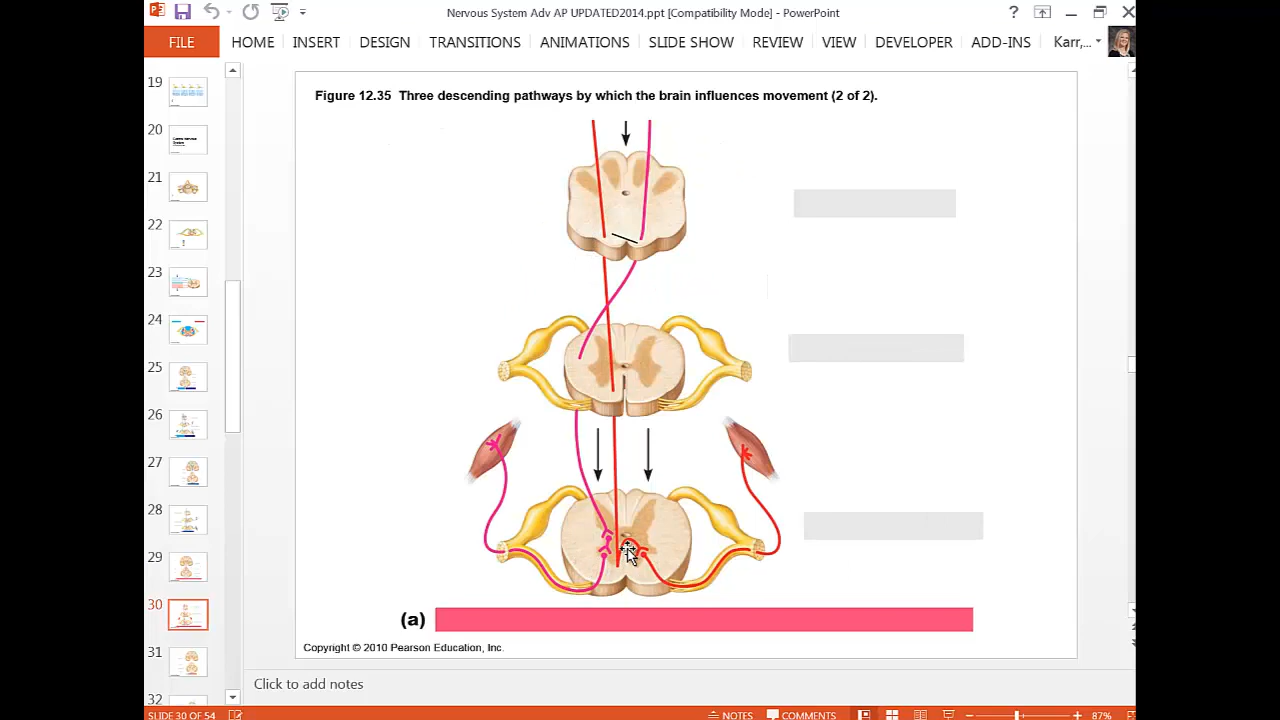 Nervous System Adv AP UPDATED2014.ppt [Compatibility Mode] - PowerPoint
?
FILE HOME INSERT DESIGN TRANSITIONS ANIMATIONS SLIDE SHOW REVIEW VIEW DEVELOPER ADD-INS Karr,...
19
20
21
22
23
24
25
26
27
28
29
30
31
32
Figure 12.35 Three decending pathways by which the brain influences movement (2 of 2).
(a)
Copyright © 2010 Pearson Education, Inc.
Click to add notes
SLIDE 30 OF 54 NOTES COMMENTS 87%